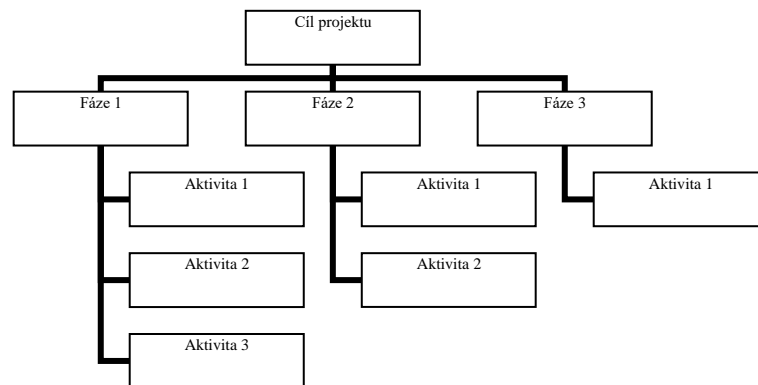 Cíl projektu
Fáze 1
Fáze 2
Fáze 3
Aktivita 1
Aktivita 1
Aktivita 1
Aktivita 2
Aktivita 2
Aktivita 3